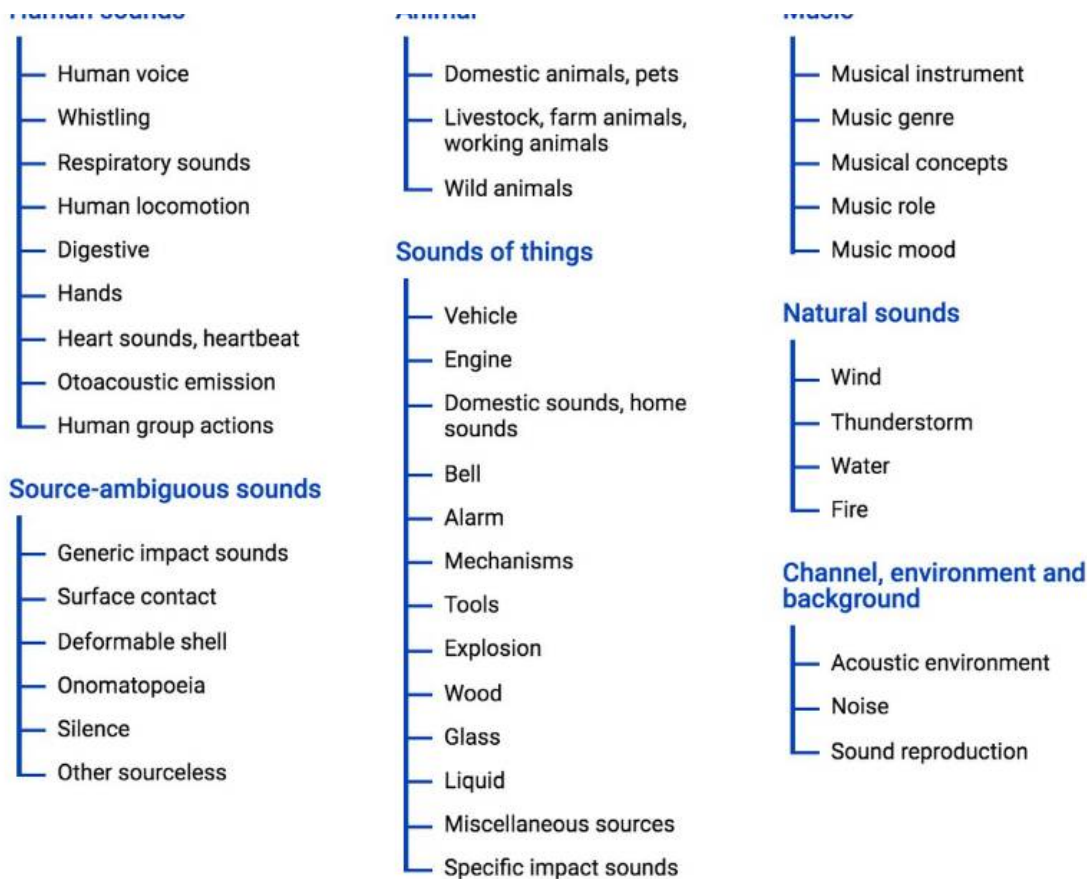 Human sounds
Human voice
Whistling
Respiratory sounds
Human locomotion
Digestive
Hands
Heart sounds, heartbeat
Otoacoustic emission
Human group actions
Source-ambiguous sounds
Generic impact sounds
Surface contact
Deformable shell
Onomatopoeia
Silence
Other sourceless
Animal
Domestic animals, pets
Livestock, farm animals,
working animals
Wild animals
Sounds of things
Vehicle
Engine
Domestic sounds, home
sounds
Bell
Alarm
Mechanisms
Tools
Explosion
Wood
Glass
Liquid
Miscellaneous sources
Specific impact sounds
Music
Musical instrument
Music genre
Musical concepts
Music role
Music mood
Natural sounds
Wind
Thunderstorm
Water
Fire
Channel, environment and
background
Acoustic environment
Noise
Sound reproduction